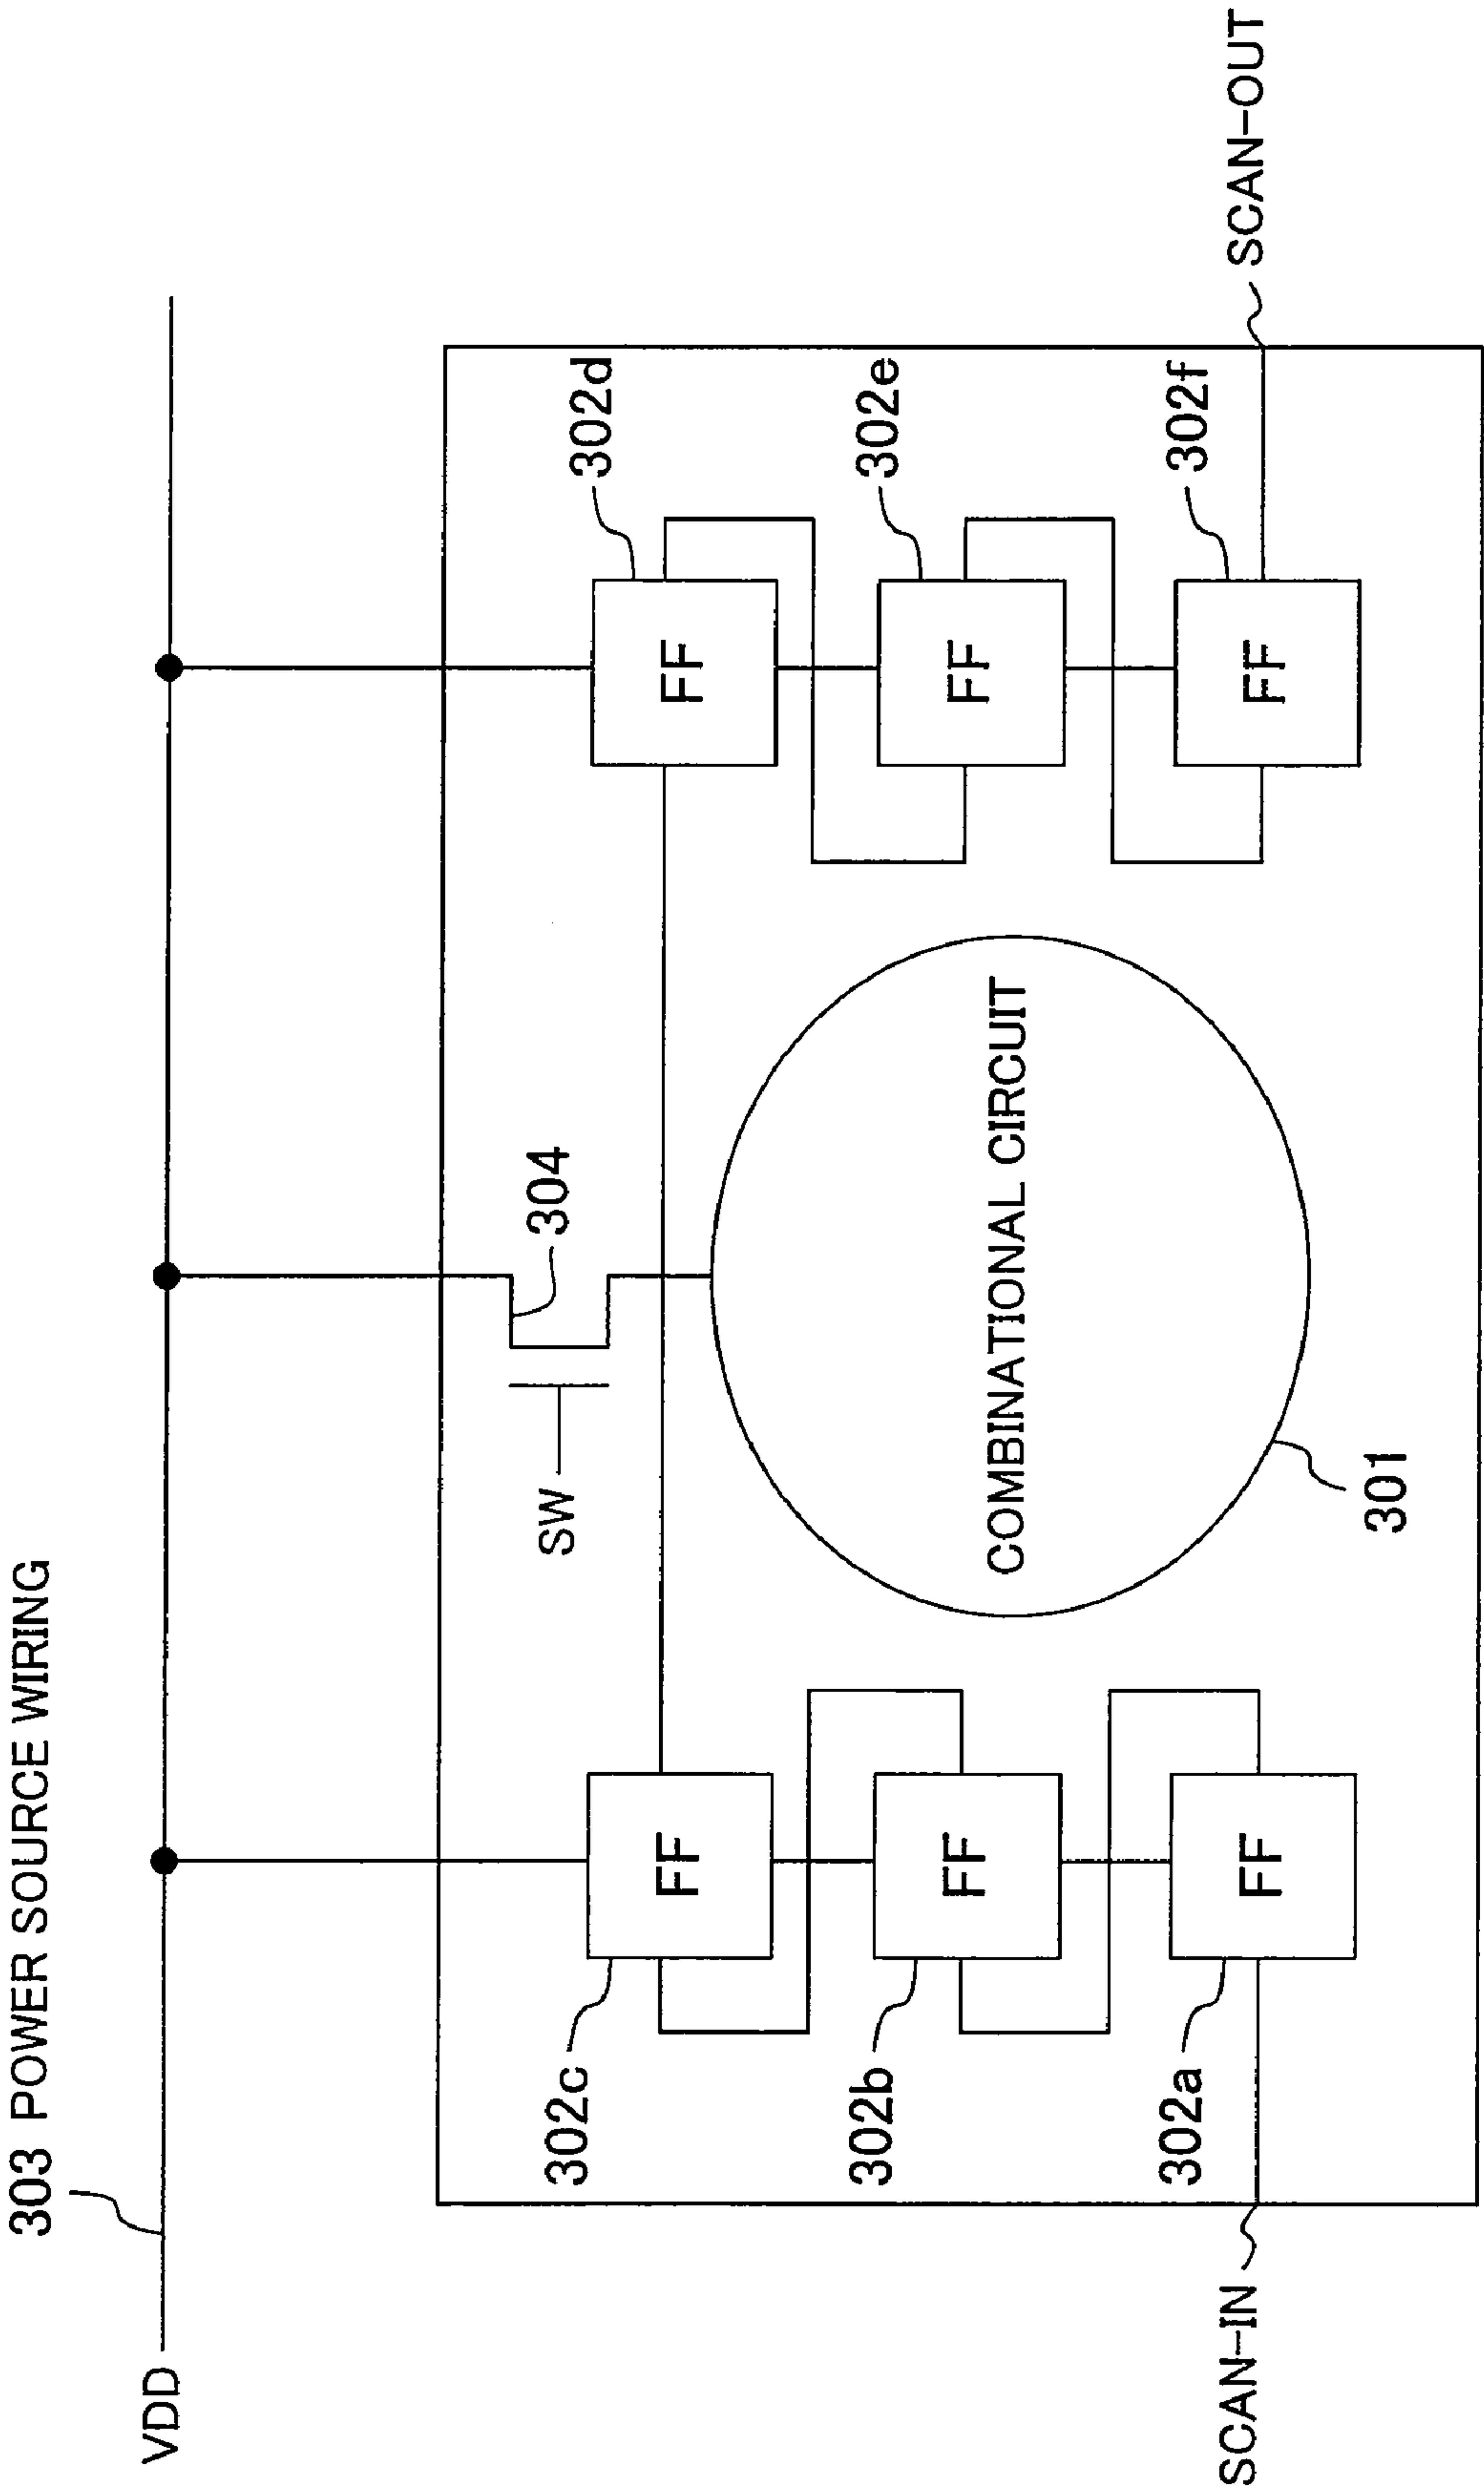 303 POWER SOURCE WIRING
VDD
SW
304
302c
FF
FF
302d
302b
FF
COMBINATIONAL CIRCUIT
FF
302e
302a
FF
FF
302f
301
SCAN-IN
SCAN-OUT